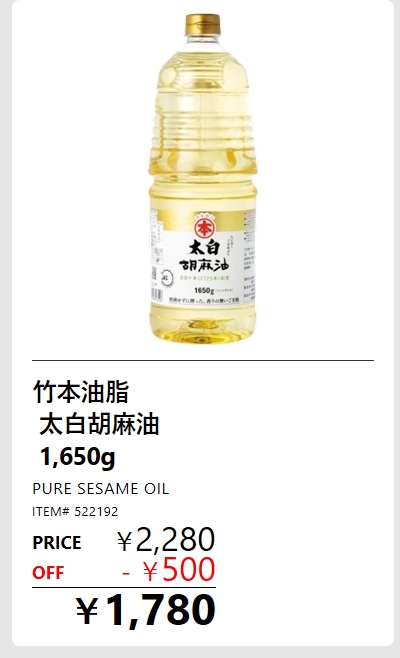 本
太白
胡麻油
1650g
竹本油脂
太白胡麻油
1,650g
PURE SESAME OIL
ITEM# 522192
PRICE ¥2,280
OFF - ¥500
¥1,780